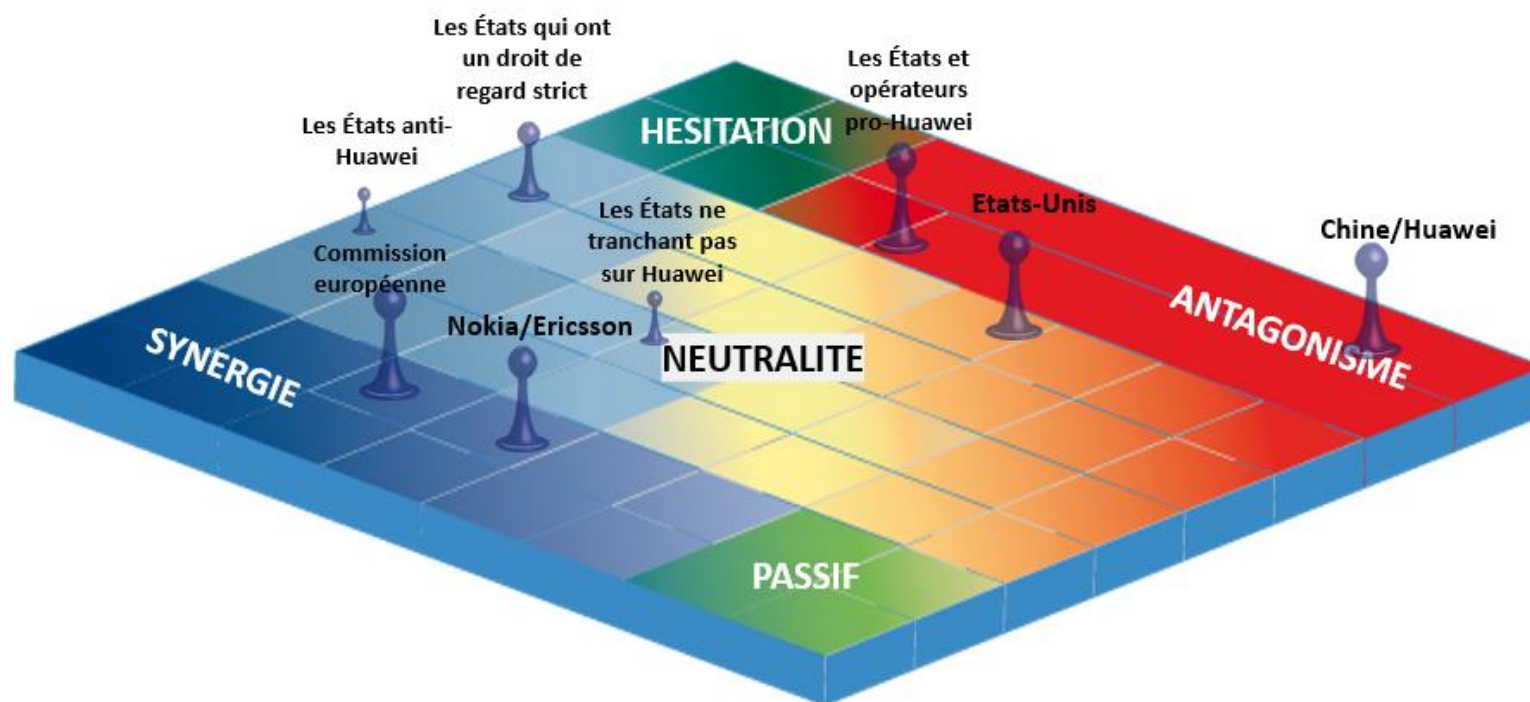 Les États qui ont
un droit de
regard strict
Les États et
opérateurs
pro-Huawei
HESITATION
Les États anti-
Huawei
Les États ne
tranchant pas
sur Huawei
Etats-Unis
Chine/Huawei
Commission
européenne
ANTAGONISME
SYNERGIE
Nokia/Ericsson
NEUTRALITE
PASSIF